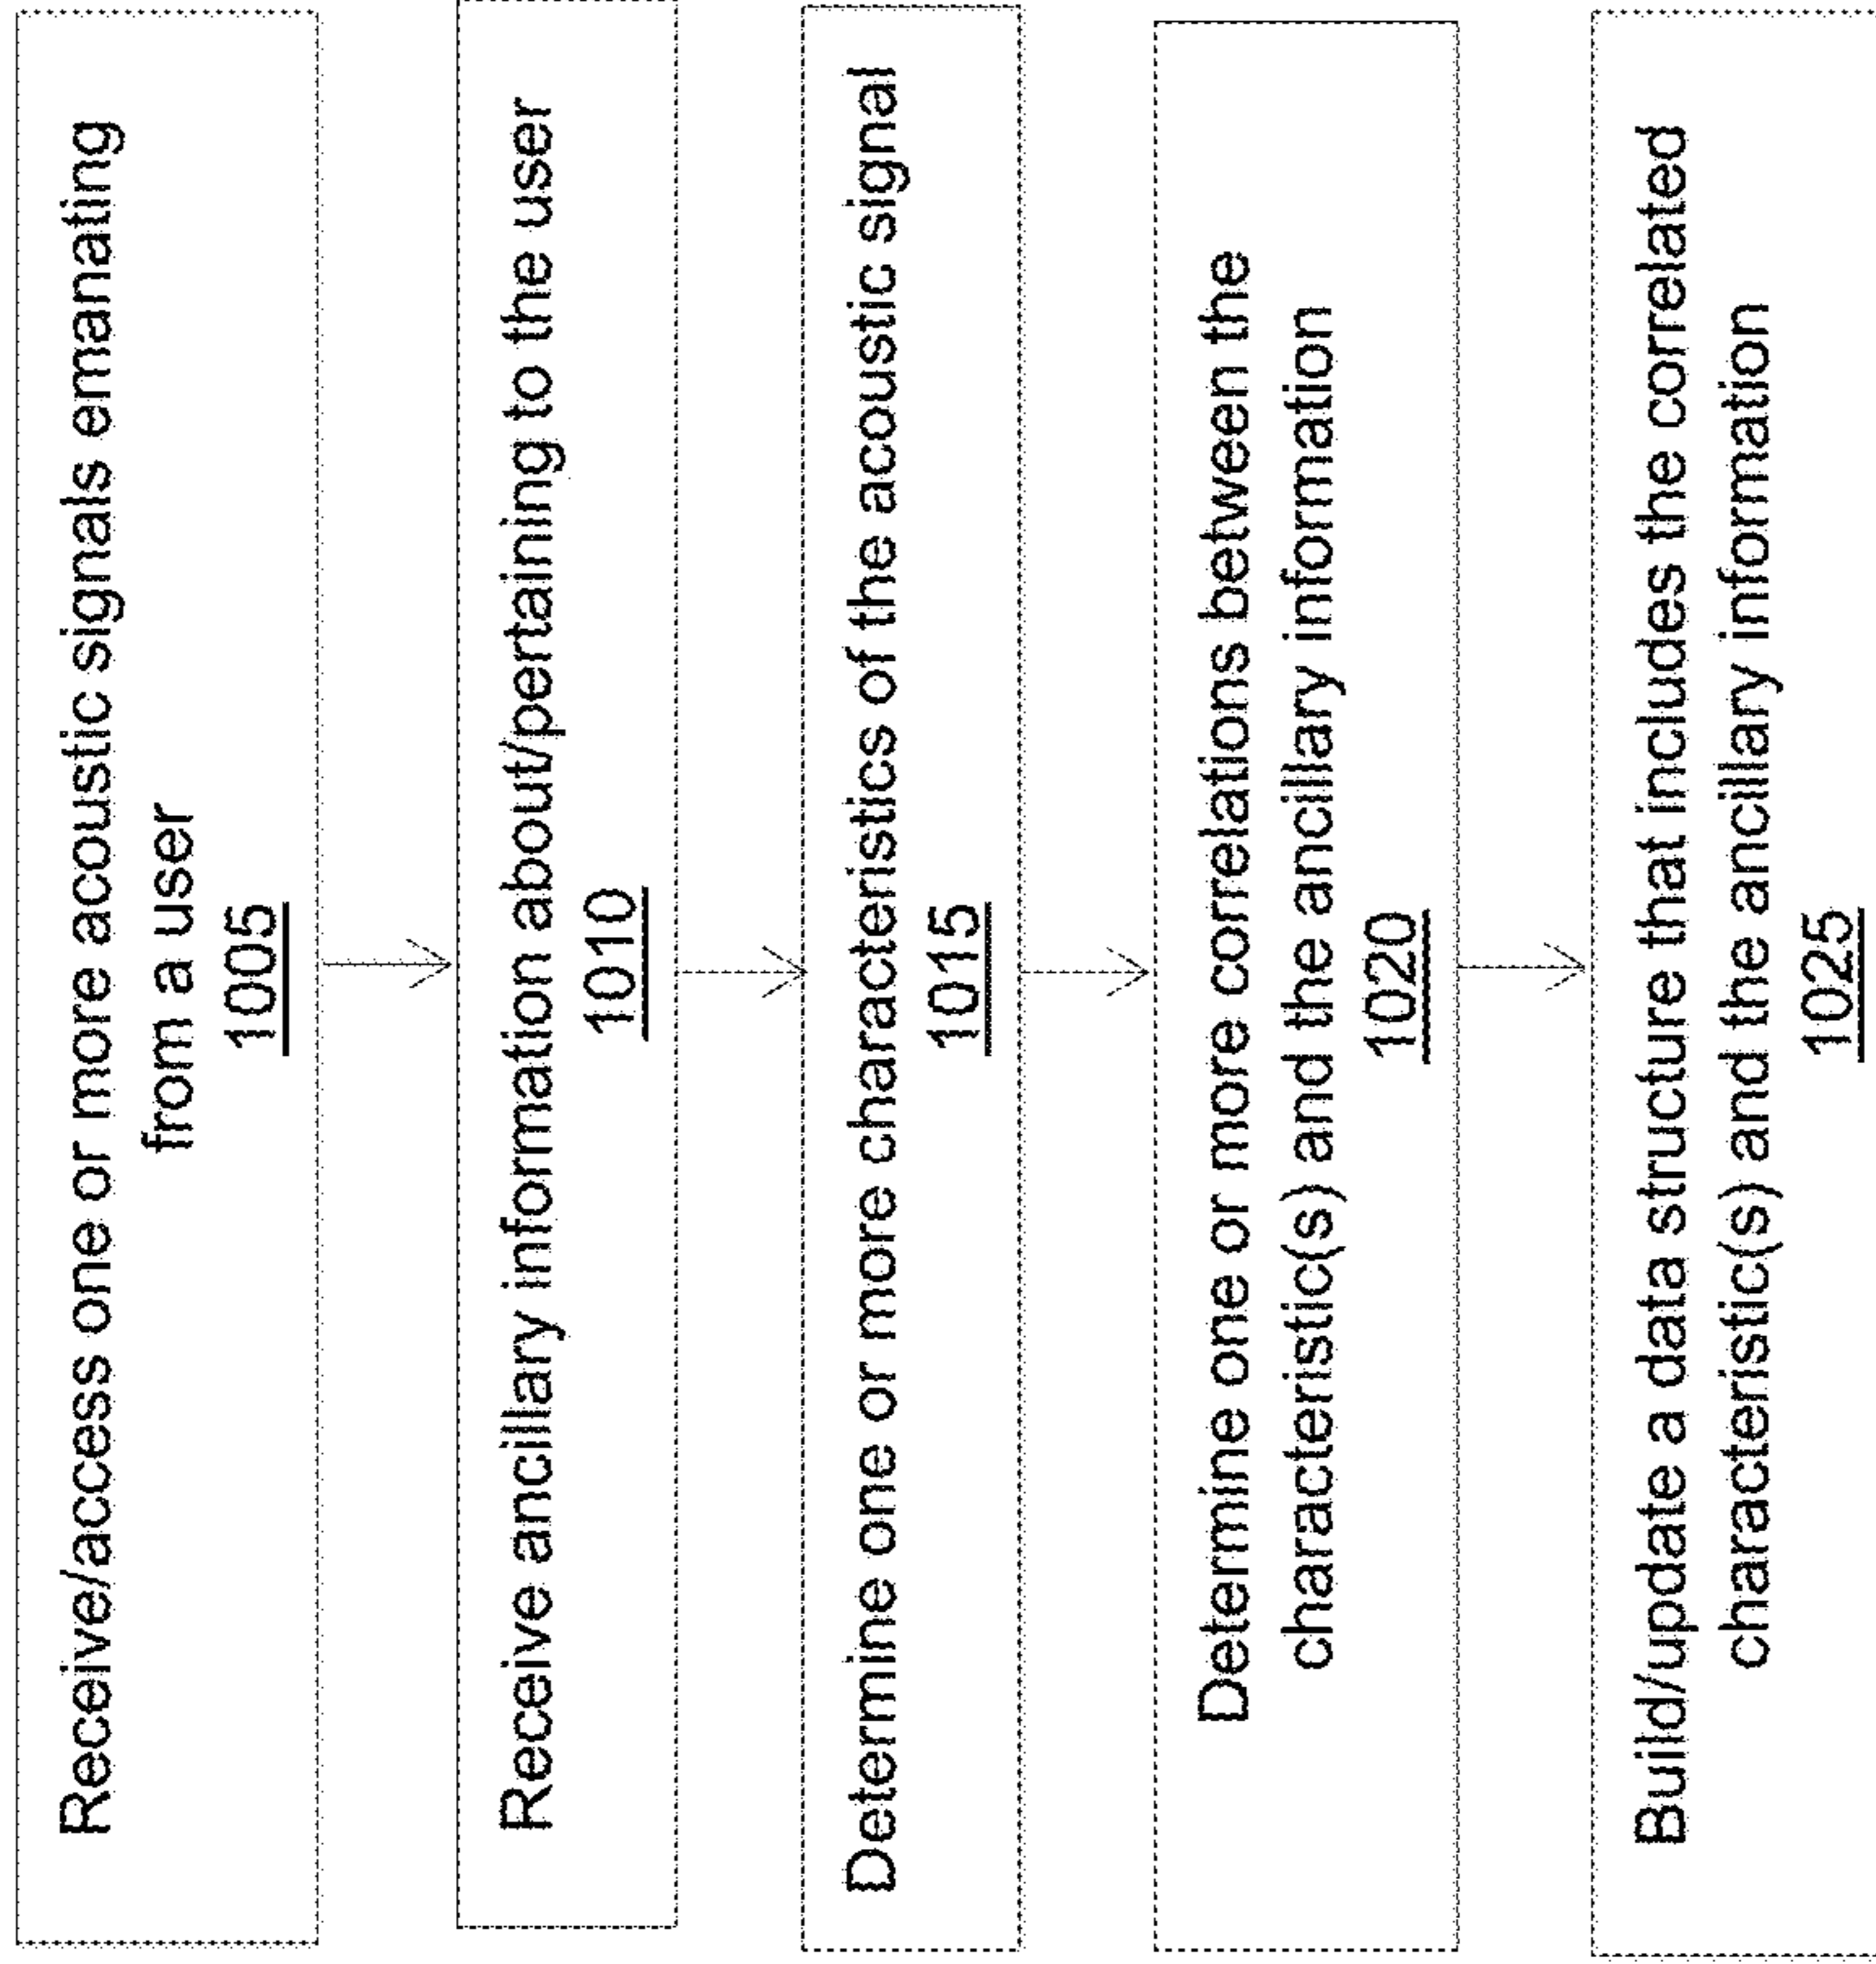 Receive/access one or more acoustic signals emanating
from a user
1005
Receive ancillary information about/pertaining to the user
1010
Determine one or more characteristics of the acoustic signal
1015
Determine one or more correlations between the
characteristic(s) and the ancillary information
1020
Build/update a data structure that includes the correlated
characteristic(s) and the ancillary information
1025